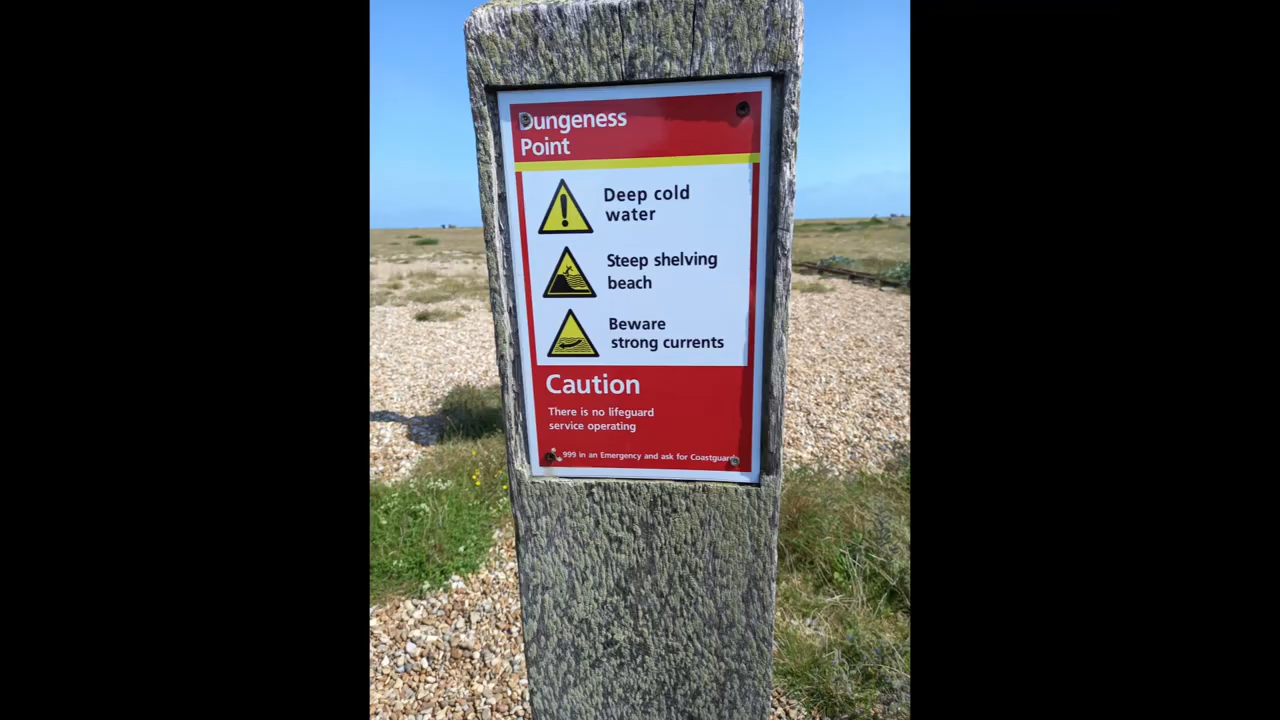 Dungeness
Point
Deep cold
water
Steep shelving
beach
Beware
strong currents
Caution
There is no lifeguard
service operating
999 in an Emergency and ask for Coastguard